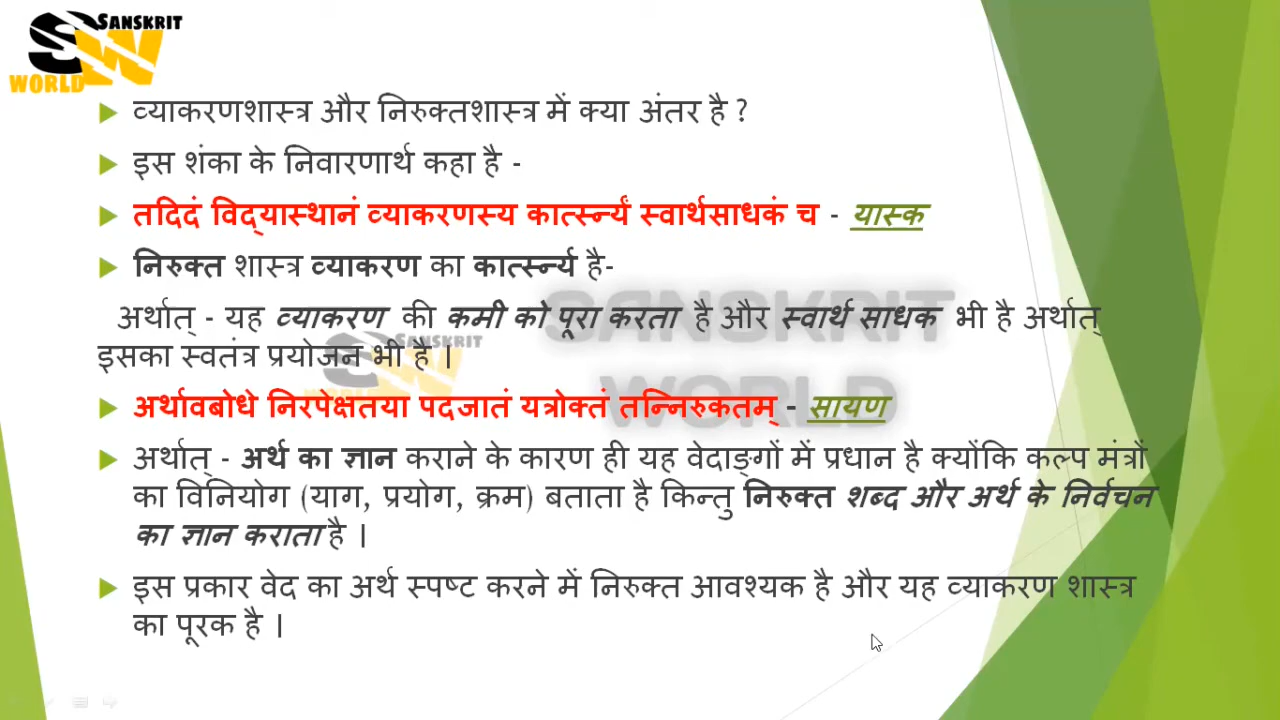 SANSKRIT
SW
WORLD
व्याकरणशास्त्र और निरुक्तशास्त्र में क्या अंतर है ?
इस शंका के निवारणार्थ कहा है -
तदिदं विद्यास्थानं व्याकरणस्य कार्त्स्न्यं स्वार्थसाधकं च - यास्क
निरुक्त शास्त्र व्याकरण का कार्त्स्न्य है-
अर्थात् - यह व्याकरण की कमी को पूरा करता है और स्वार्थ साधक भी है अर्थात्
इसका स्वतंत्र प्रयोजन भी है ।
अर्थावबोधे निरपेक्षतया पदजातं यत्रोक्तं तन्निरुकतम् - सायण
अर्थात् - अर्थ का ज्ञान कराने के कारण ही यह वेदाङ्गों में प्रधान है क्योंकि कल्प मंत्रों
का विनियोग (याग, प्रयोग, क्रम) बताता है किन्तु निरुक्त शब्द और अर्थ के निर्वचन
का ज्ञान कराता है ।
इस प्रकार वेद का अर्थ स्पष्ट करने में निरुक्त आवश्यक है और यह व्याकरण शास्त्र
का पूरक है ।
SANSKRIT
WORLD